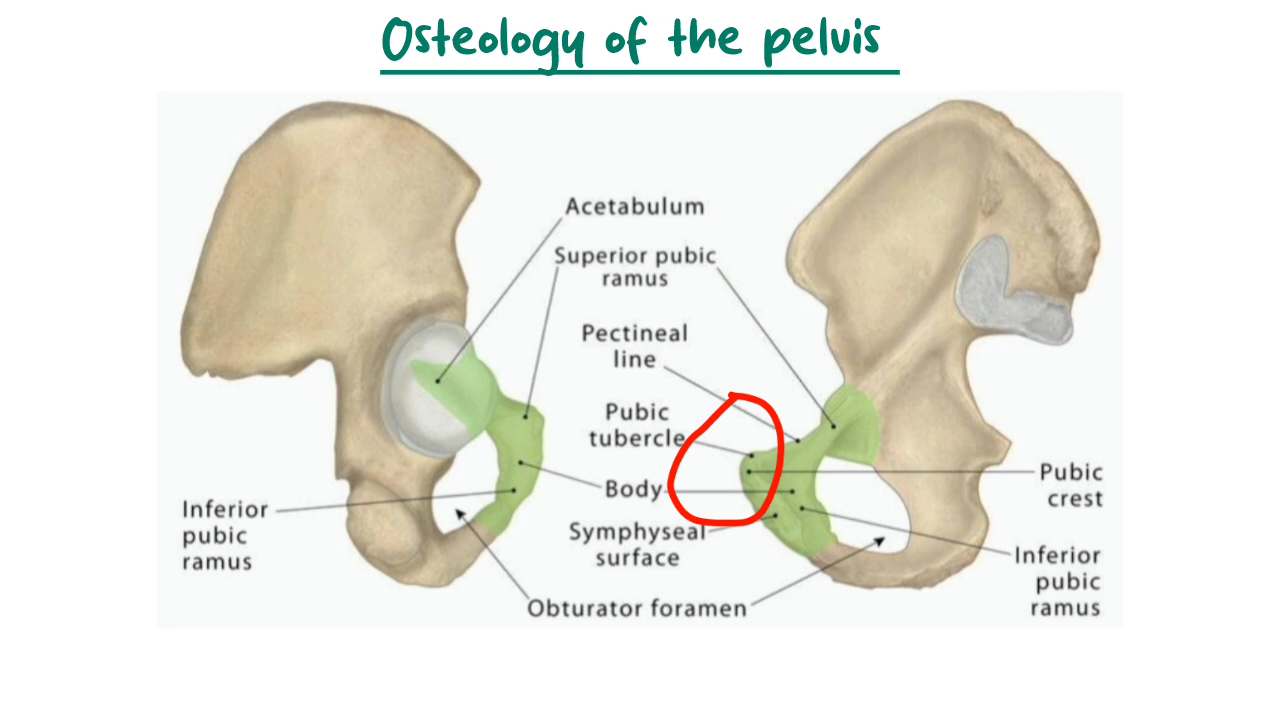 Osteology of the pelvis
Acetabulum
Superior pubic
ramus
Pectineal
line
Pubic
tubercle
Body
Symphyseal
surface
Obturator foramen
Inferior
pubic
ramus
Pubic
crest
Inferior
pubic
ramus